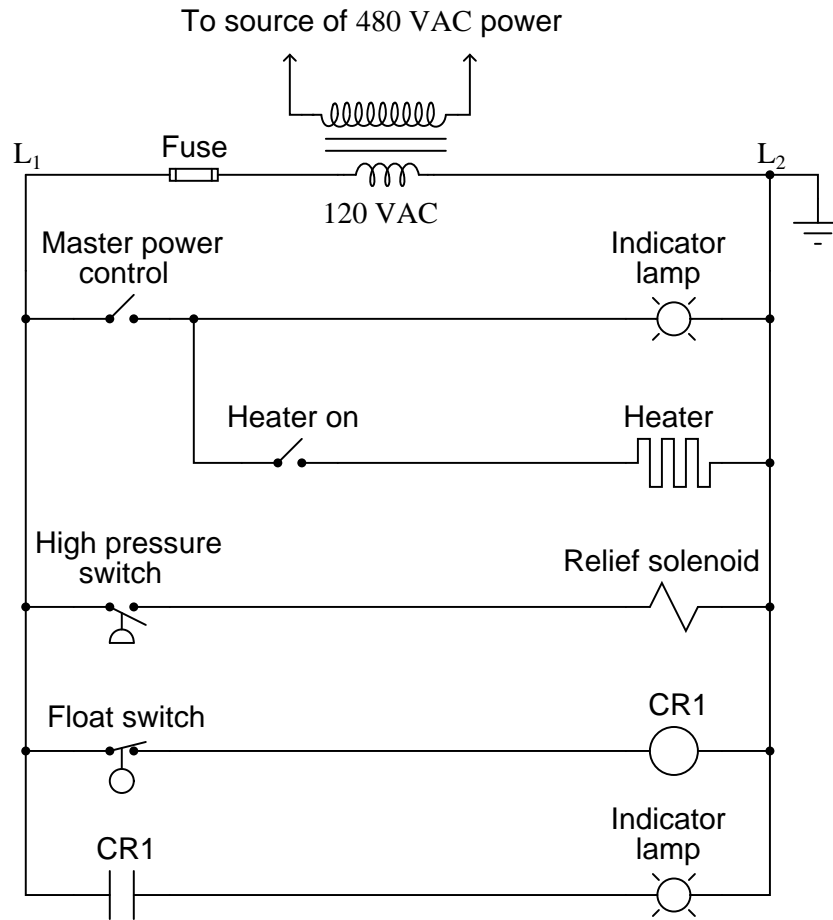 To source of 480 VAC power
L₁
Fuse
L₂
120 VAC
Master power
control
Indicator
lamp
Heater on
Heater
High pressure
switch
Relief solenoid
Float switch
CR1
CR1
Indicator
lamp